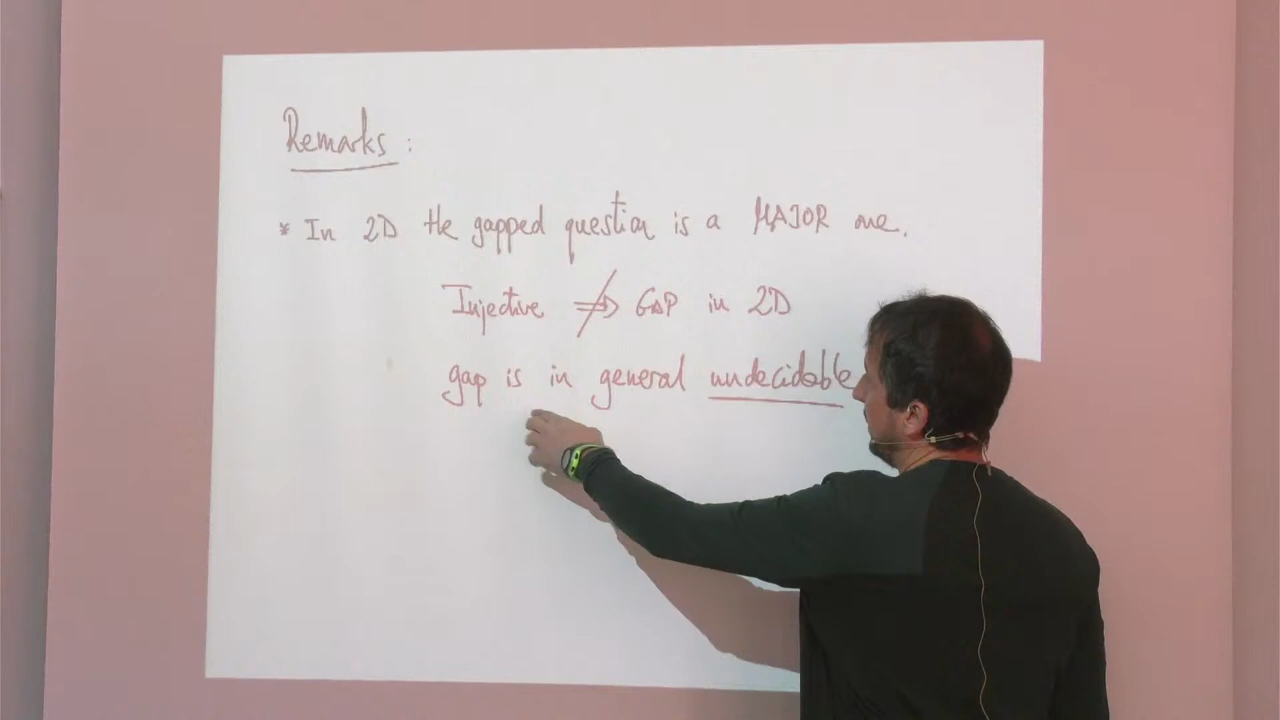 Remarks:
* In 2D the gapped question is a MAJOR one.
Injective ⇏ GAP in 2D
gap is in general undecidable